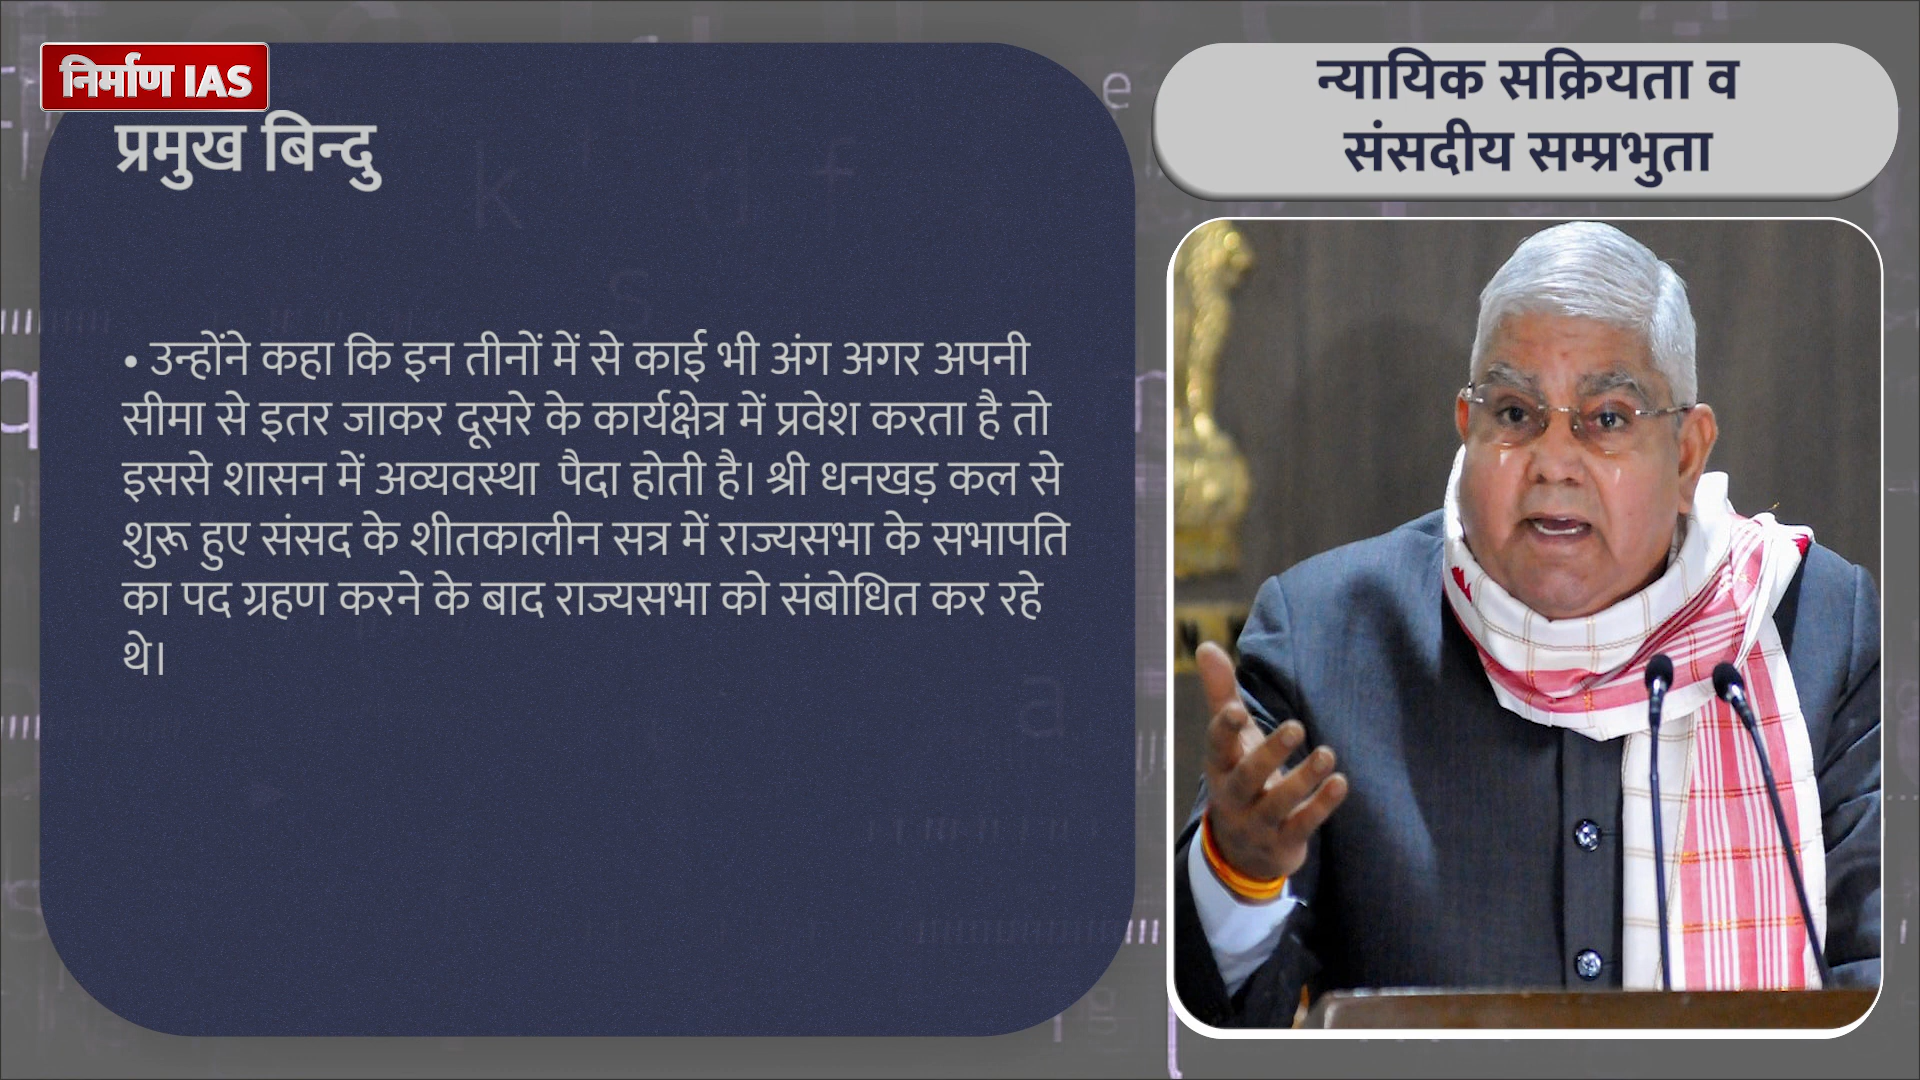 निर्माण IAS
प्रमुख बिन्दु
न्यायिक सक्रियता व
संसदीय सम्प्रभुता
• उन्होंने कहा कि इन तीनों में से काई भी अंग अगर अपनी
सीमा से इतर जाकर दूसरे के कार्यक्षेत्र में प्रवेश करता है तो
इससे शासन में अव्यवस्था  पैदा होती है। श्री धनखड़ कल से
शुरू हुए संसद के शीतकालीन सत्र में राज्यसभा के सभापति
का पद ग्रहण करने के बाद राज्यसभा को संबोधित कर रहे
थे।